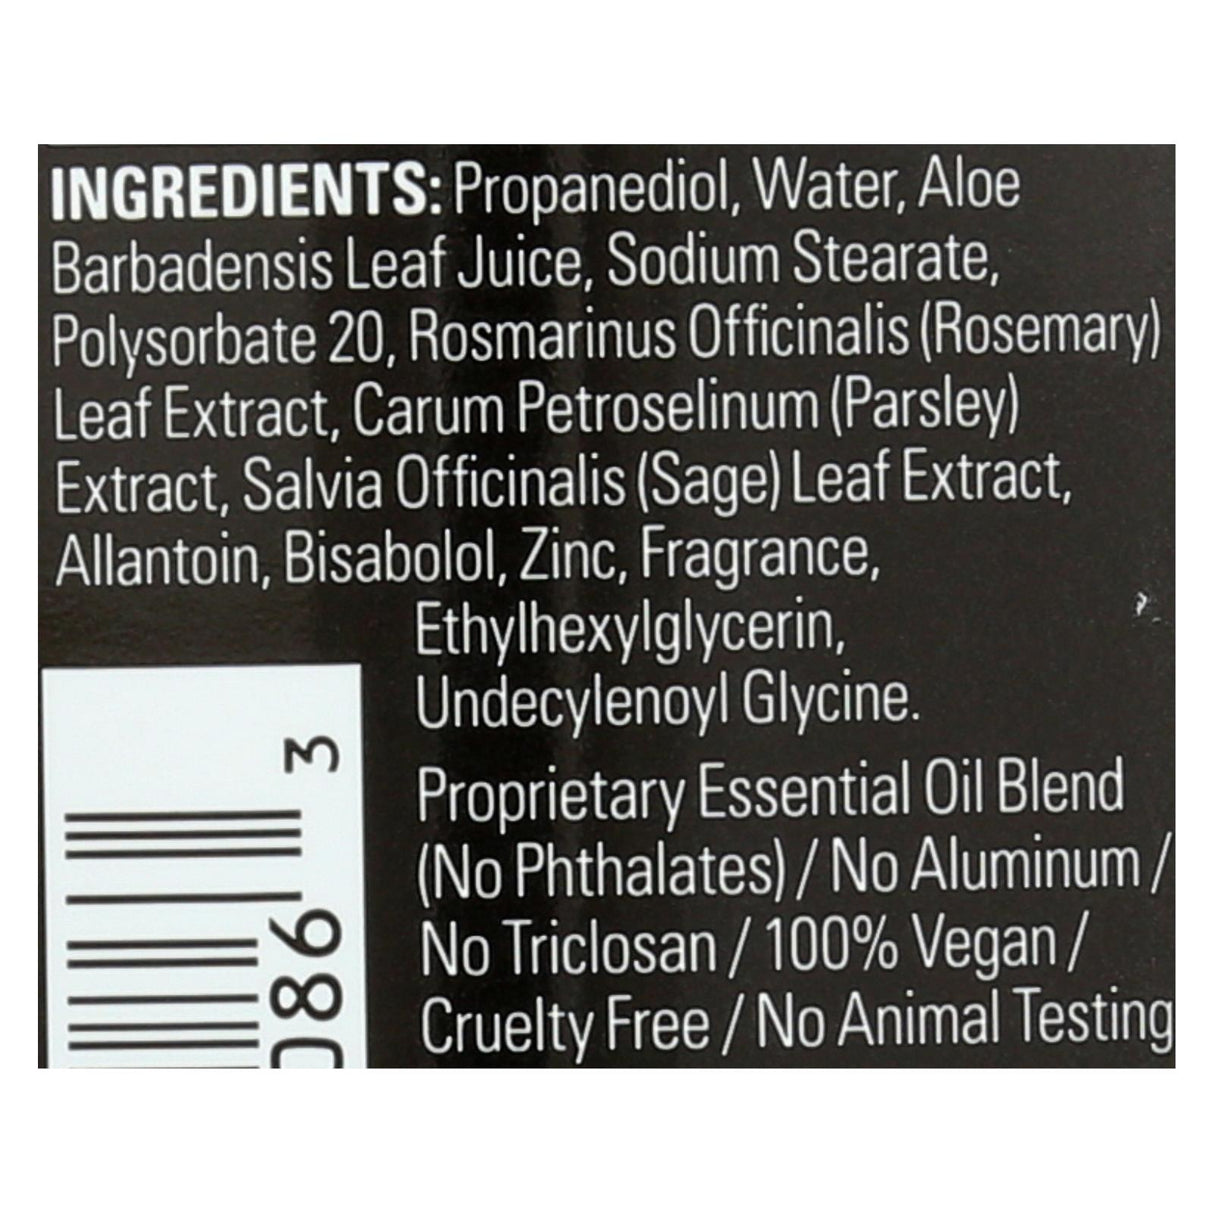 INGREDIENTS: Propanediol, Water, Aloe
Barbadensis Leaf Juice, Sodium Stearate,
Polysorbate 20, Rosmarinus Officinalis (Rosemary)
Leaf Extract, Carum Petroselinum (Parsley)
Extract, Salvia Officinalis (Sage) Leaf Extract,
Allantoin, Bisabolol, Zinc, Fragrance,
Ethylhexylglycerin,
Undecylenoyl Glycine.
Proprietary Essential Oil Blend
(No Phthalates) / No Aluminum /
No Triclosan / 100% Vegan /
Cruelty Free / No Animal Testing
086 3